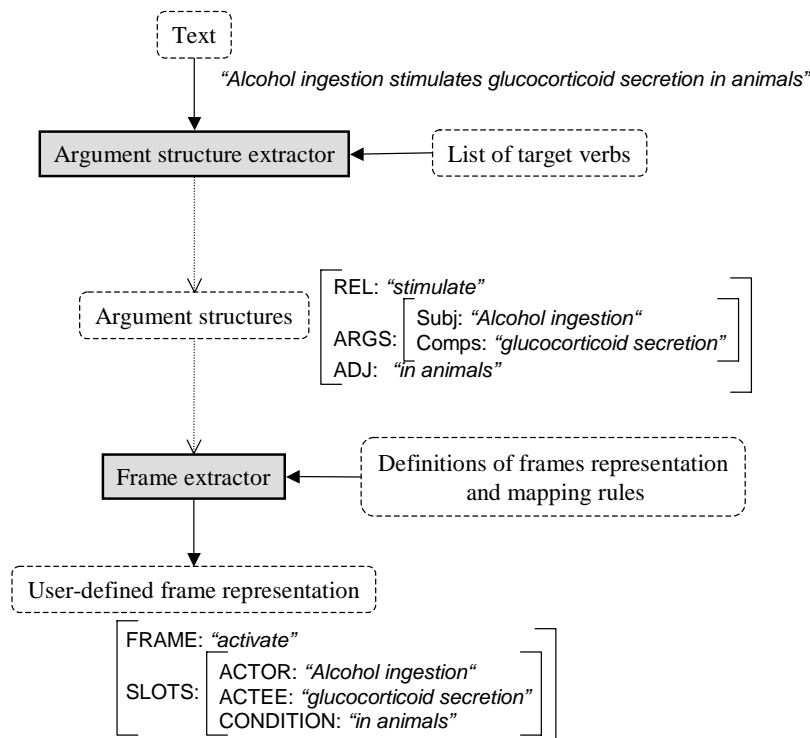 Text
“Alcohol ingestion stimulates glucocorticoid secretion in animals”
Argument structure extractor
List of target verbs
Argument structures
REL: “stimulate”
ARGS:
Subj: “Alcohol ingestion“
Comps: “glucocorticoid secretion”
ADJ: “in animals”
Frame extractor
Definitions of frames representation
and mapping rules
User-defined frame representation
FRAME: “activate”
SLOTS:
ACTOR: “Alcohol ingestion“
ACTEE: “glucocorticoid secretion”
CONDITION: “in animals”